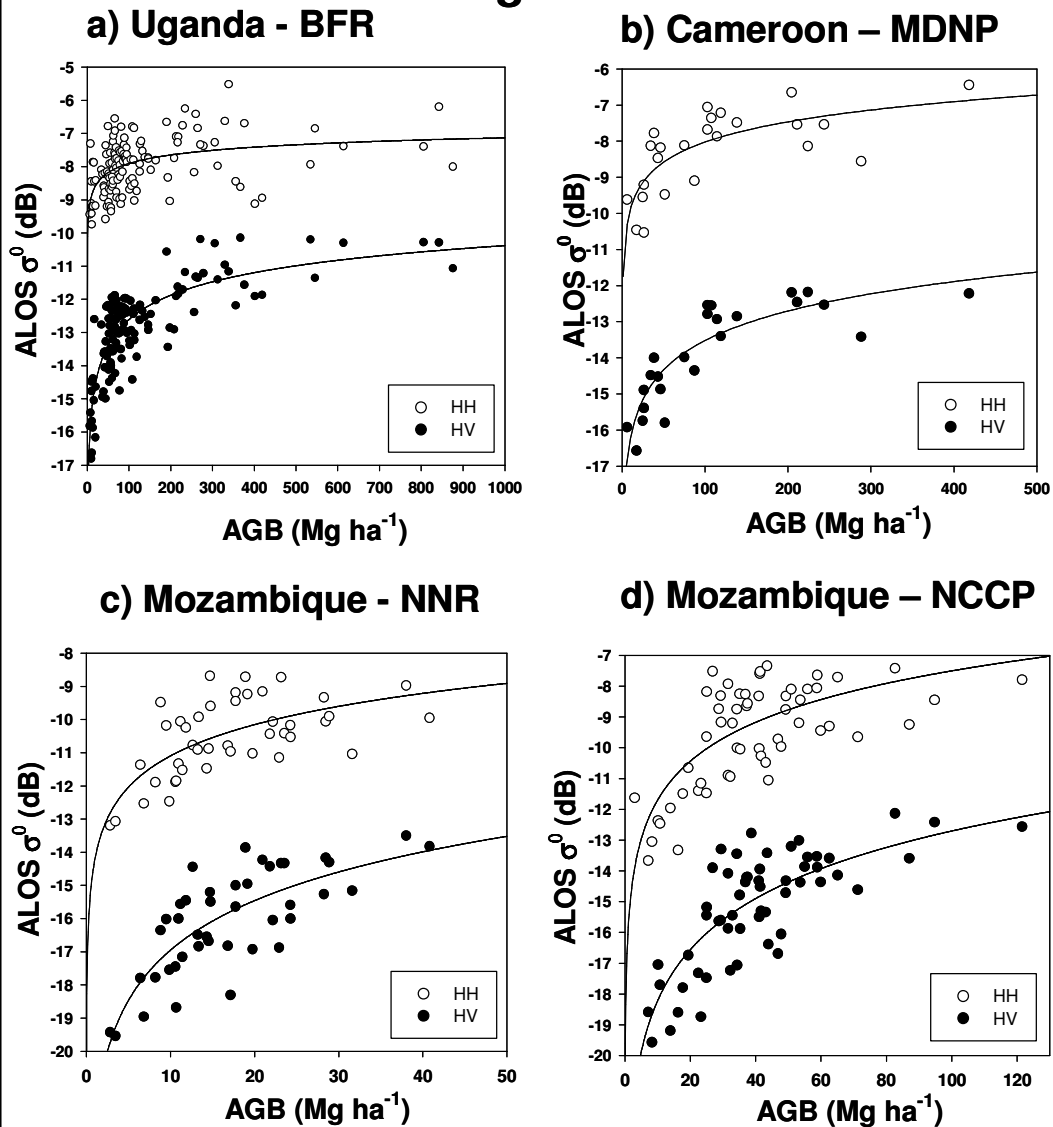 g
a) Uganda - BFR
b) Cameroon – MDNP
-5
-6
-7
-8
-9
-10
-11
-12
-13
-14
-15
-16
-17
ALOS σ⁰ (dB)
HH
HV
0 100 200 300 400 500 600 700 800 900 1000
AGB (Mg ha⁻¹)
-6
-7
-8
-9
-10
-11
-12
-13
-14
-15
-16
-17
ALOS σ⁰ (dB)
HH
HV
0 100 200 300 400 500
AGB (Mg ha⁻¹)
c) Mozambique - NNR
d) Mozambique – NCCP
-8
-9
-10
-11
-12
-13
-14
-15
-16
-17
-18
-19
-20
ALOS σ⁰ (dB)
HH
HV
0 10 20 30 40 50
AGB (Mg ha⁻¹)
-7
-8
-9
-10
-11
-12
-13
-14
-15
-16
-17
-18
-19
-20
ALOS σ⁰ (dB)
HH
HV
0 20 40 60 80 100 120
AGB (Mg ha⁻¹)